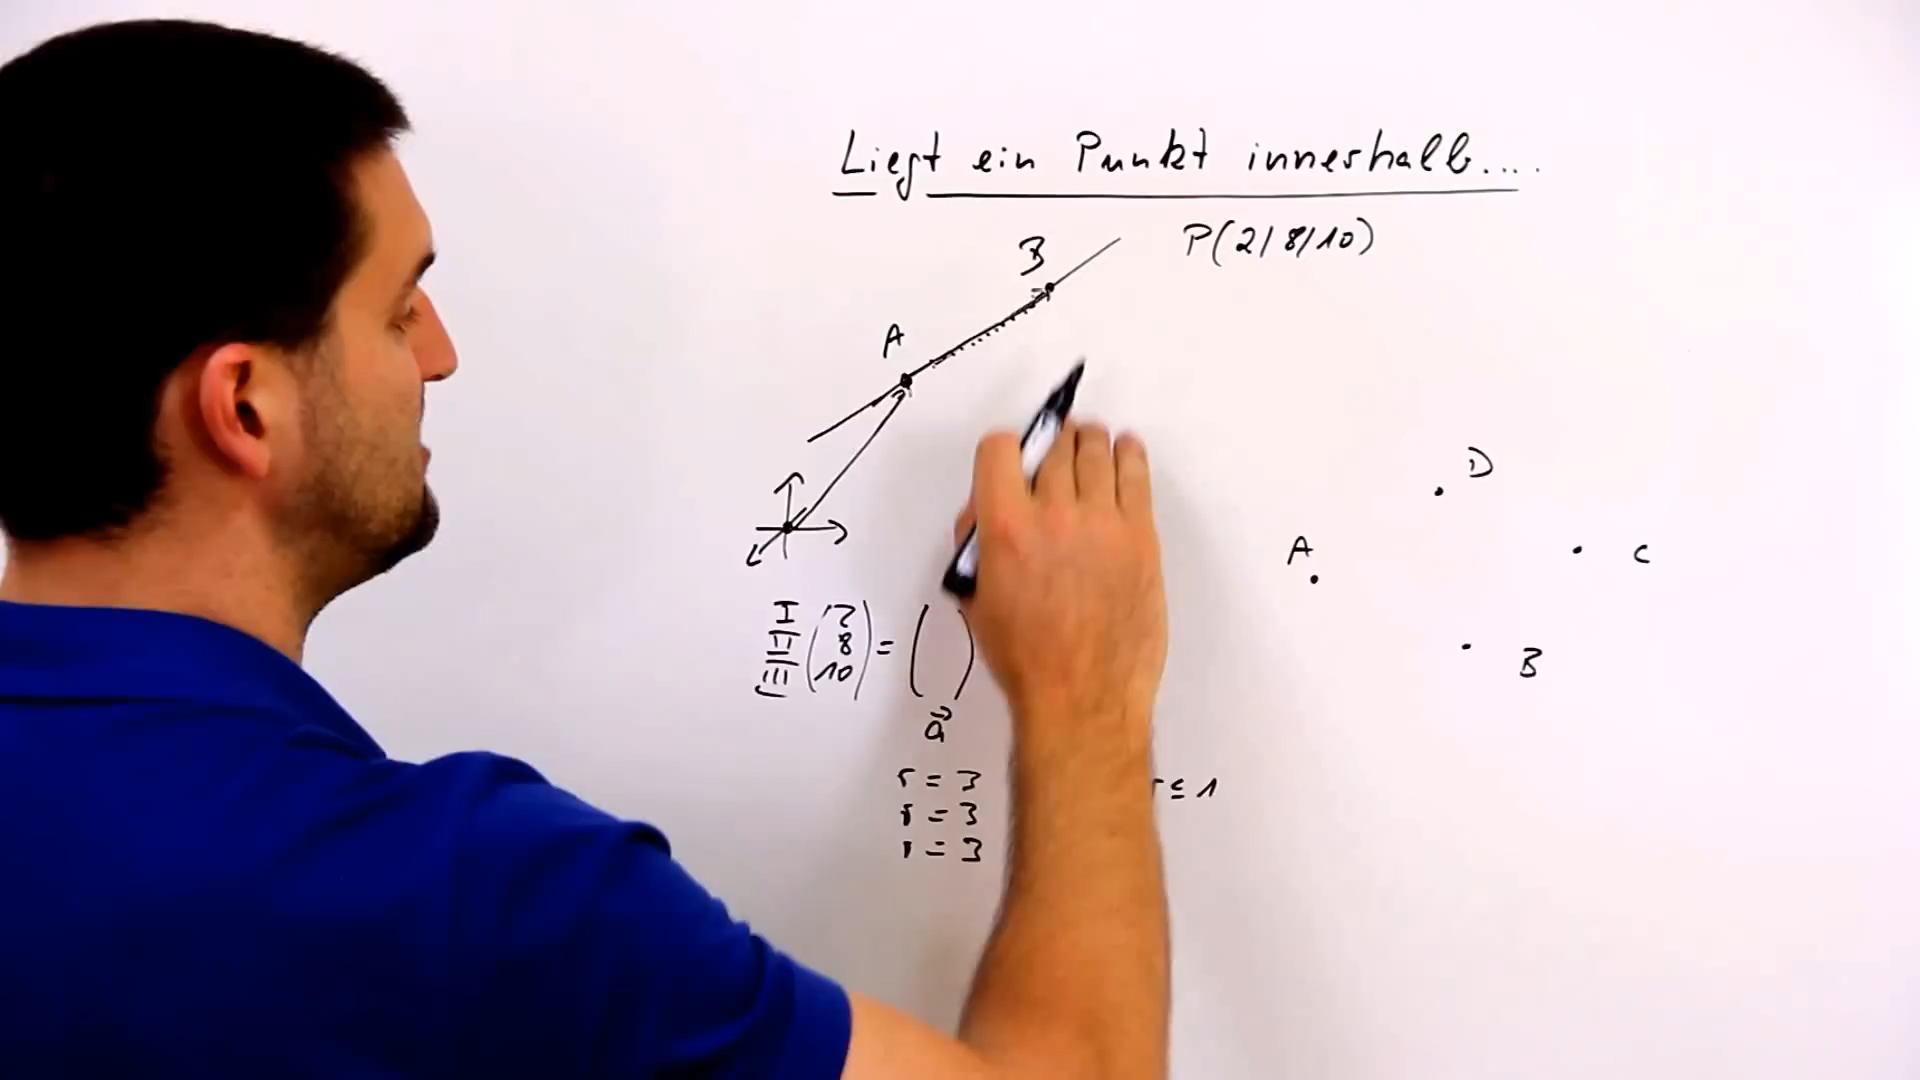 Liegt ein Punkt innerhalb....
P(2/8/10)
B
A
D
A
C
B
I (2
II 8
III 10) = ( )
a⃗
r = 3
r ≤ 1
r = 3
r = 3